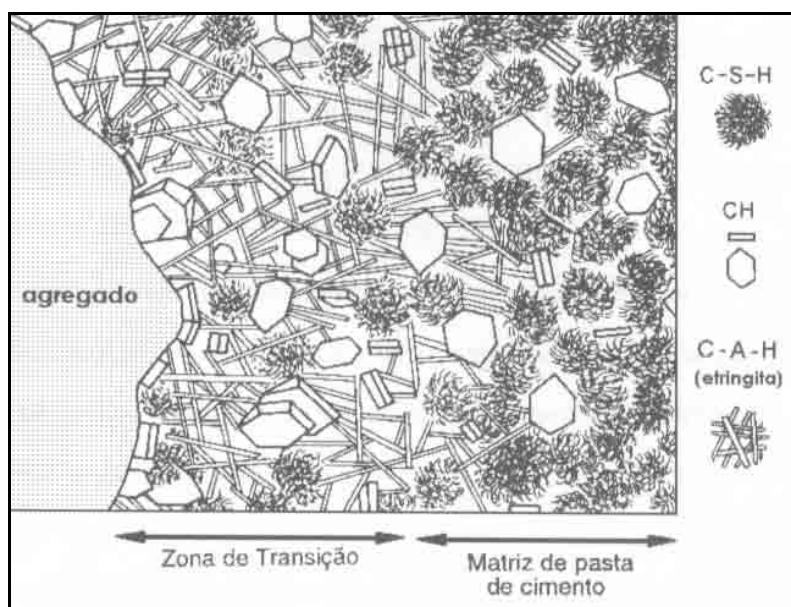 C-S-H
CH
agregado
C-A-H
(etringita)
Zona de Transição
Matriz de pasta
de cimento